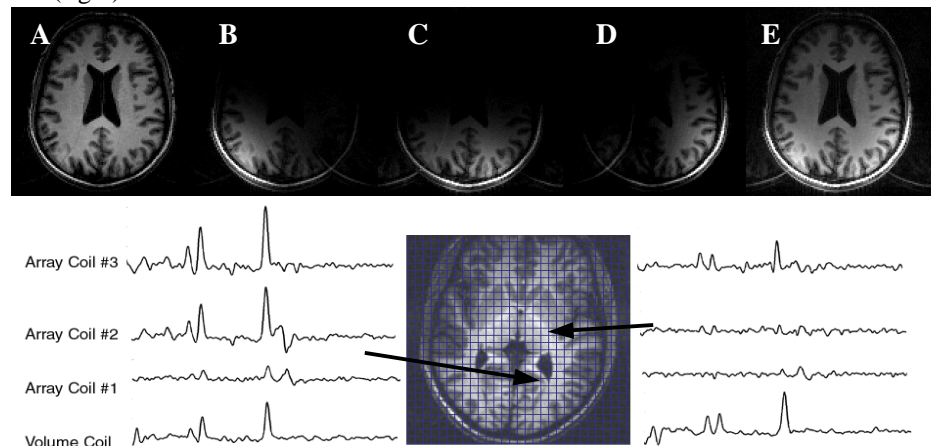 A B C D E
Array Coil #3
Array Coil #2
Array Coil #1
Volume Coil